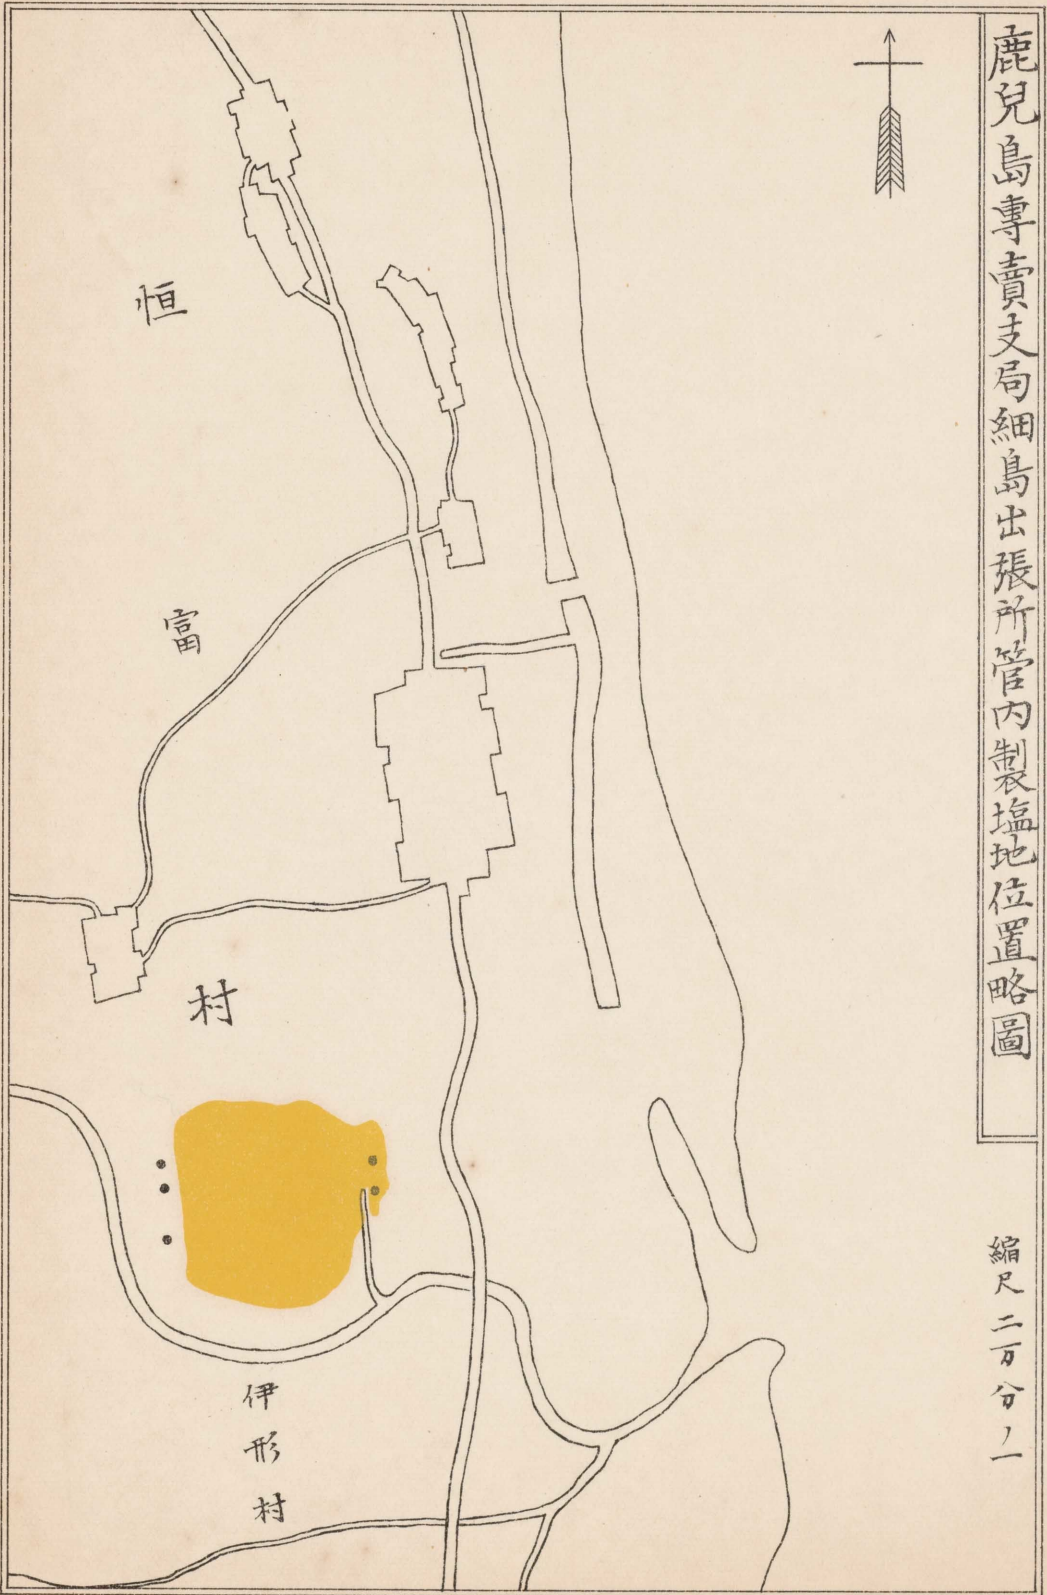 鹿兒島專賣支局細島出張所管内製塩地位置略圖
縮尺二万分ノ一
恒富村
伊形村